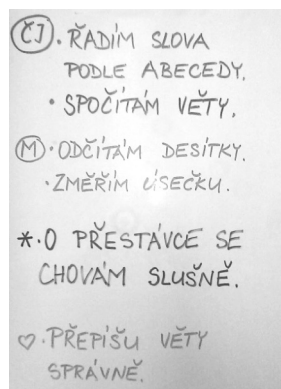 ČJ • ŘADÍM SLOVA
PODLE ABECEDY.
• SPOČÍTÁM VĚTY.
M • ODČÍTÁM DESÍTKY.
• ZMĚŘÍM ÚSEČKU.
* • O PŘESTÁVCE SE
CHOVÁM SLUŠNĚ.
♡ • PŘEPÍŠU VĚTY
SPRÁVNĚ.